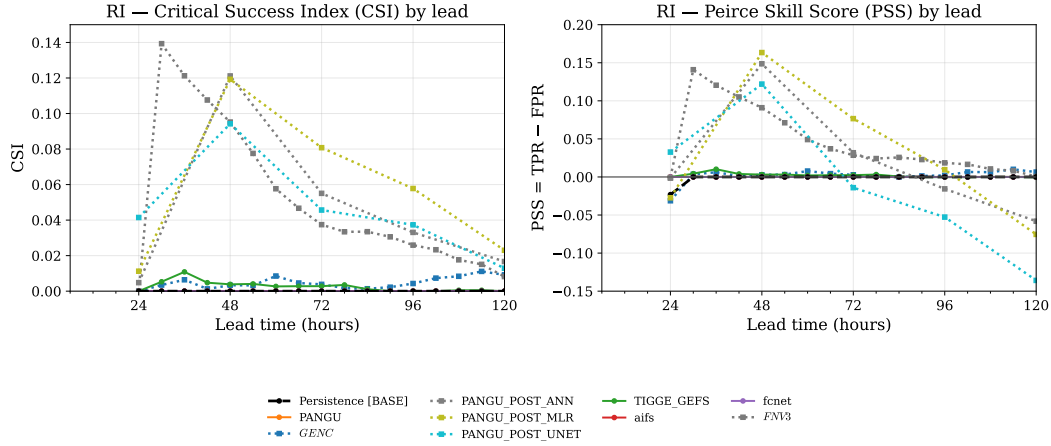 RI — Critical Success Index (CSI) by lead
0.14
0.12
0.10
0.08
0.06
0.04
0.02
0.00
CSI
24
48
72
96
120
Lead time (hours)
RI — Peirce Skill Score (PSS) by lead
0.20
0.15
0.10
0.05
0.00
−0.05
−0.10
−0.15
PSS = TPR − FPR
24
48
72
96
120
Lead time (hours)
Persistence [BASE]
PANGU
GENC
PANGU_POST_ANN
PANGU_POST_MLR
PANGU_POST_UNET
TIGGE_GEFS
aifs
fcnet
FNV3